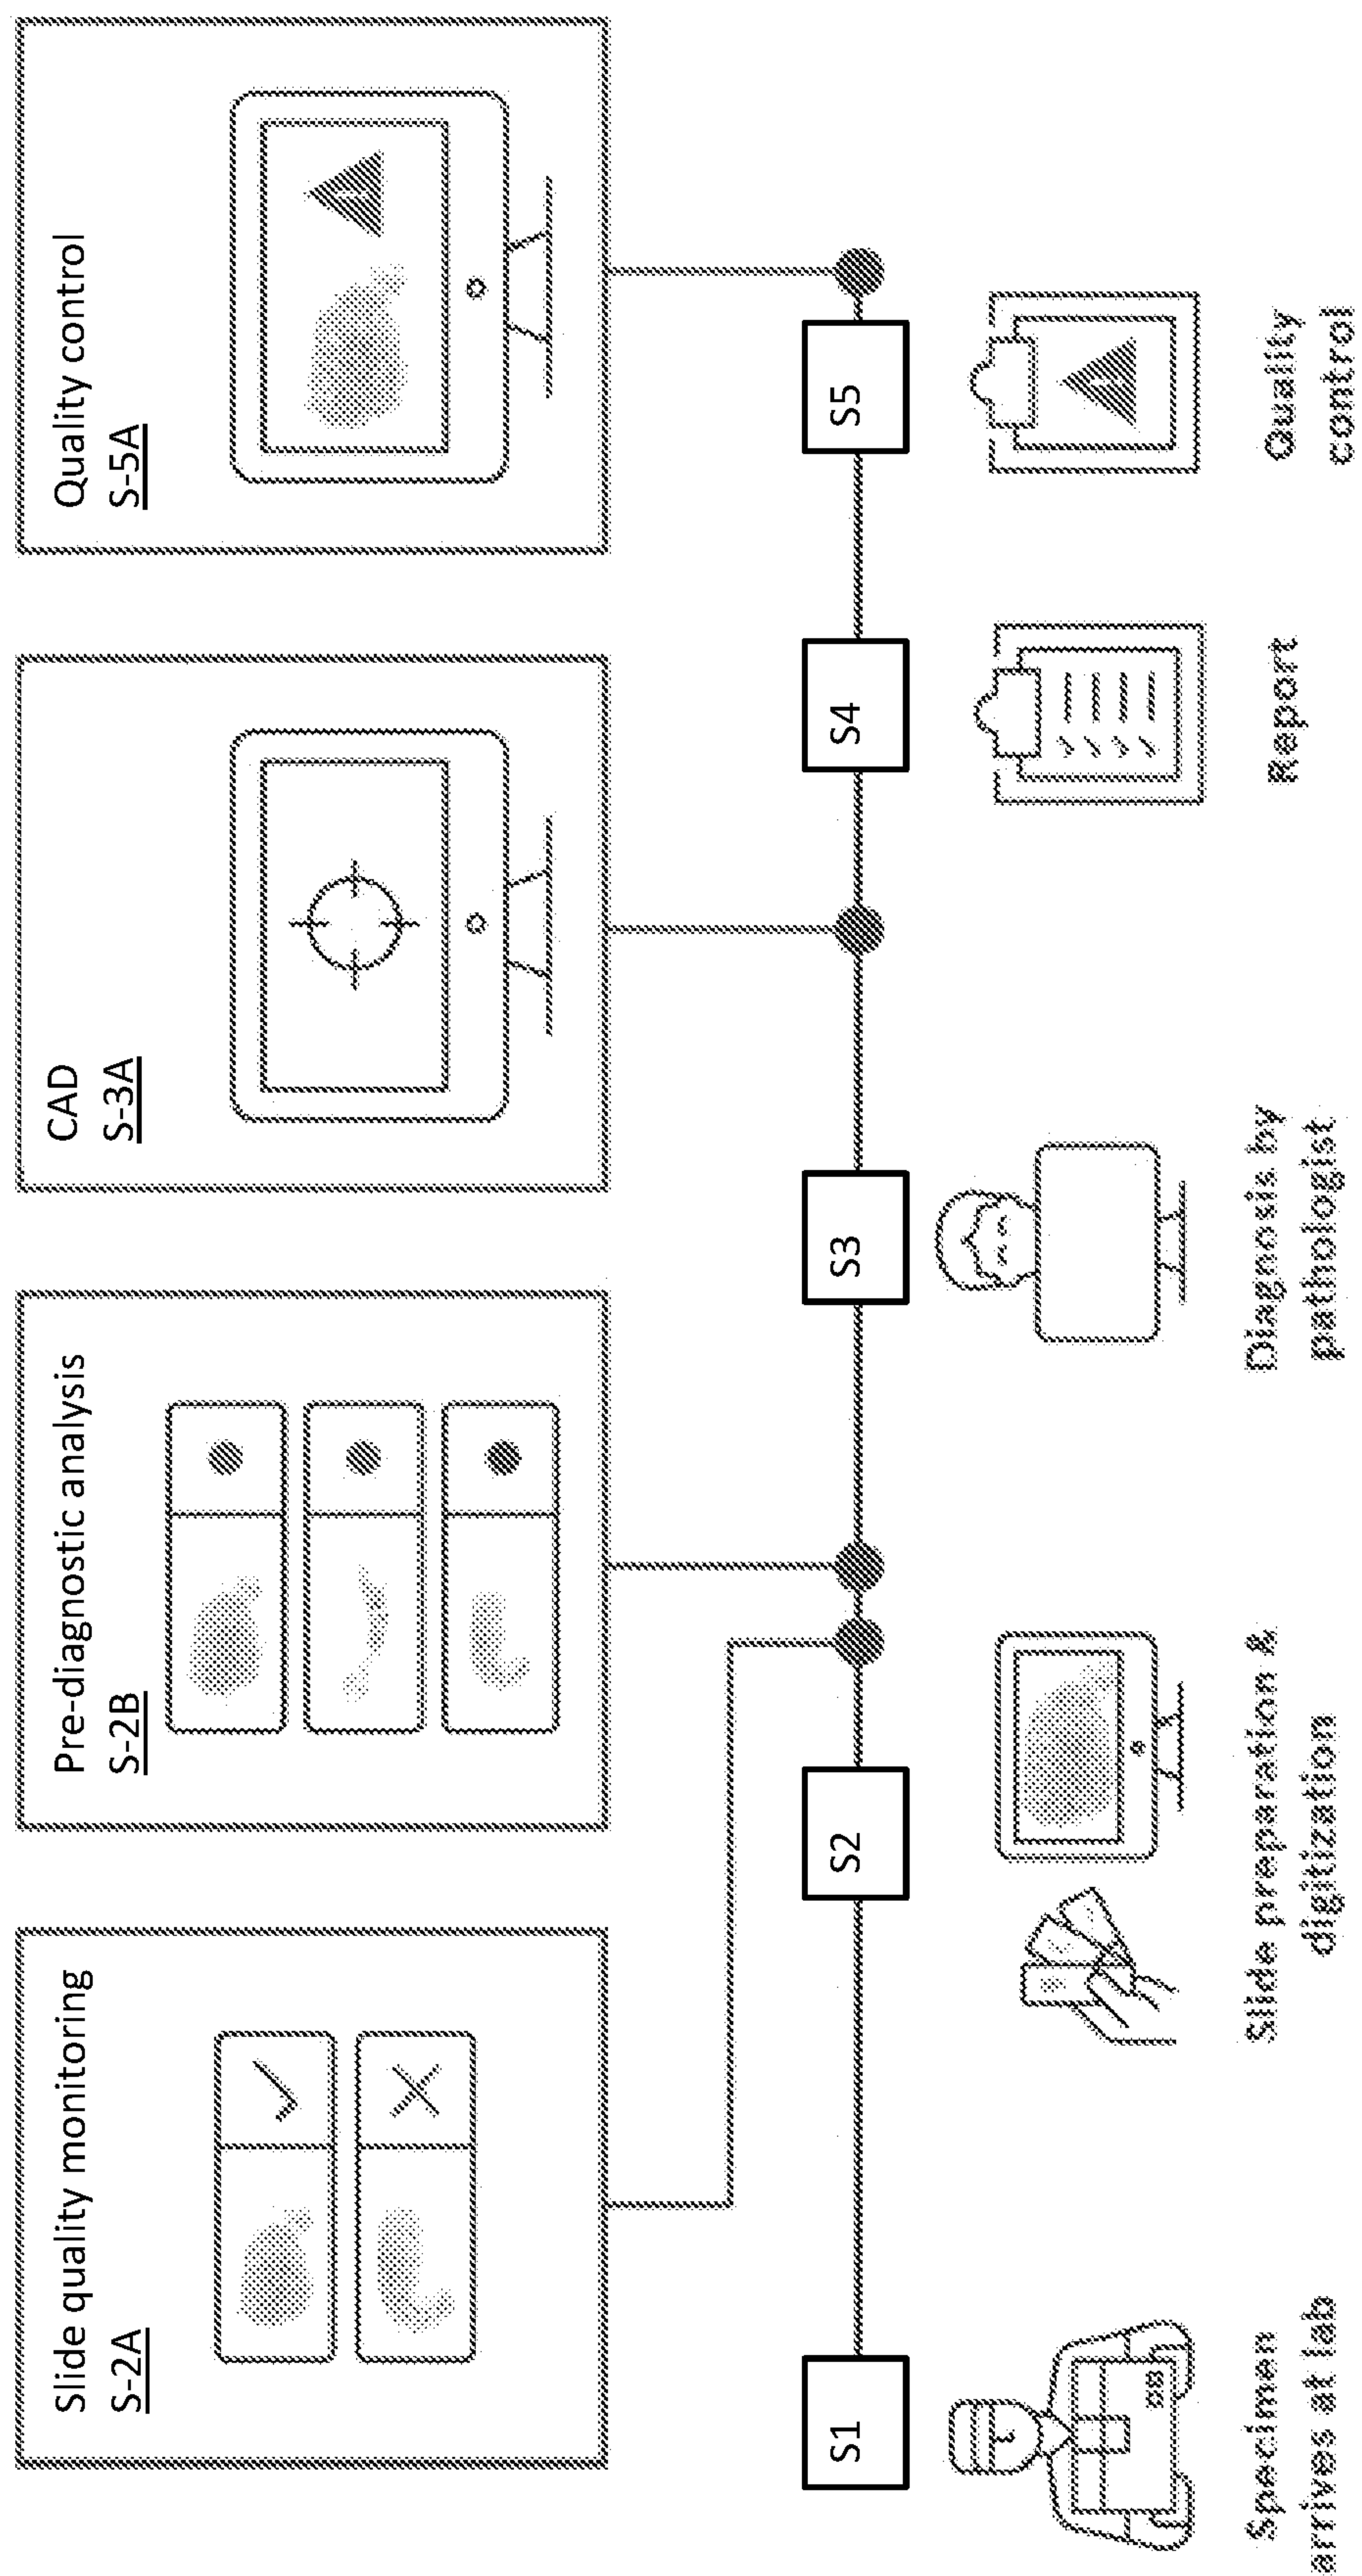 Slide quality monitoring
S-2A
Pre-diagnostic analysis
S-2B
CAD
S-3A
Quality control
S-5A
S1
S2
S3
S4
S5
Specimen
arrives at lab
Slide preparation &
digitization
Diagnosis by
pathologist
Report
Quality
control